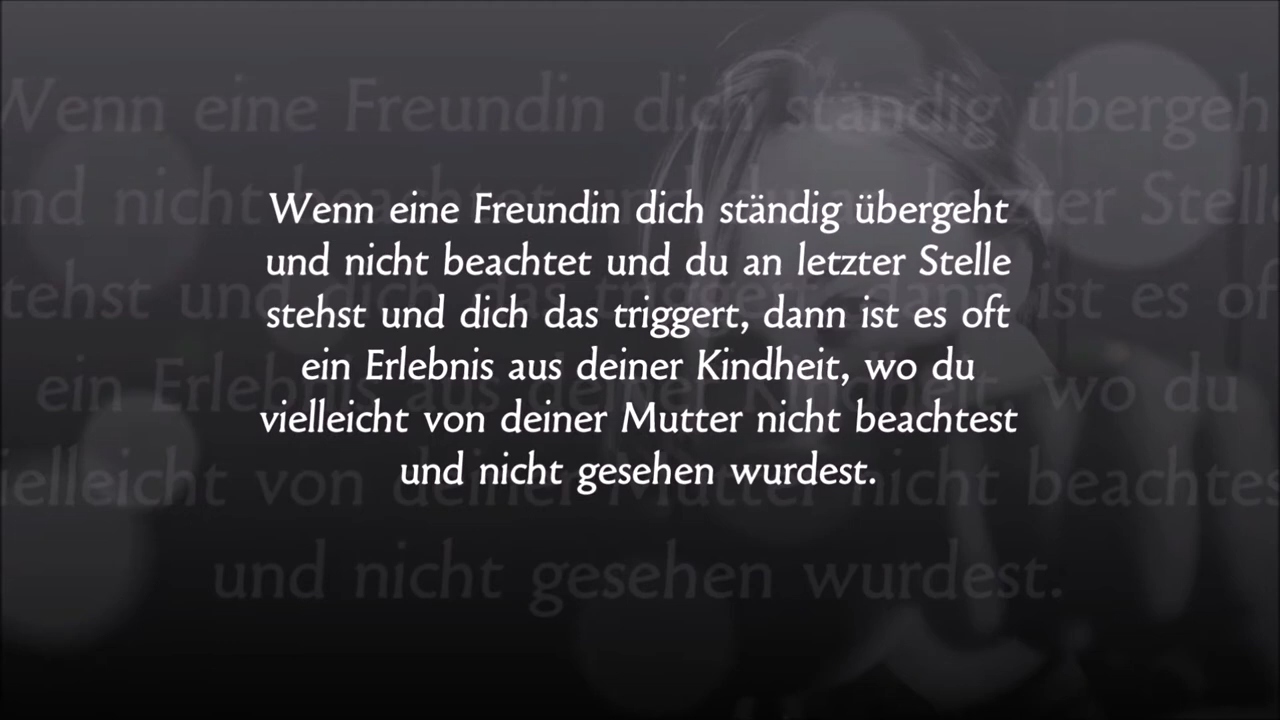 Wenn eine Freundin dich ständig übergeht
und nicht beachtet und du an letzter Stelle
stehst und dich das triggert, dann ist es oft
ein Erlebnis aus deiner Kindheit, wo du
vielleicht von deiner Mutter nicht beachtest
und nicht gesehen wurdest.